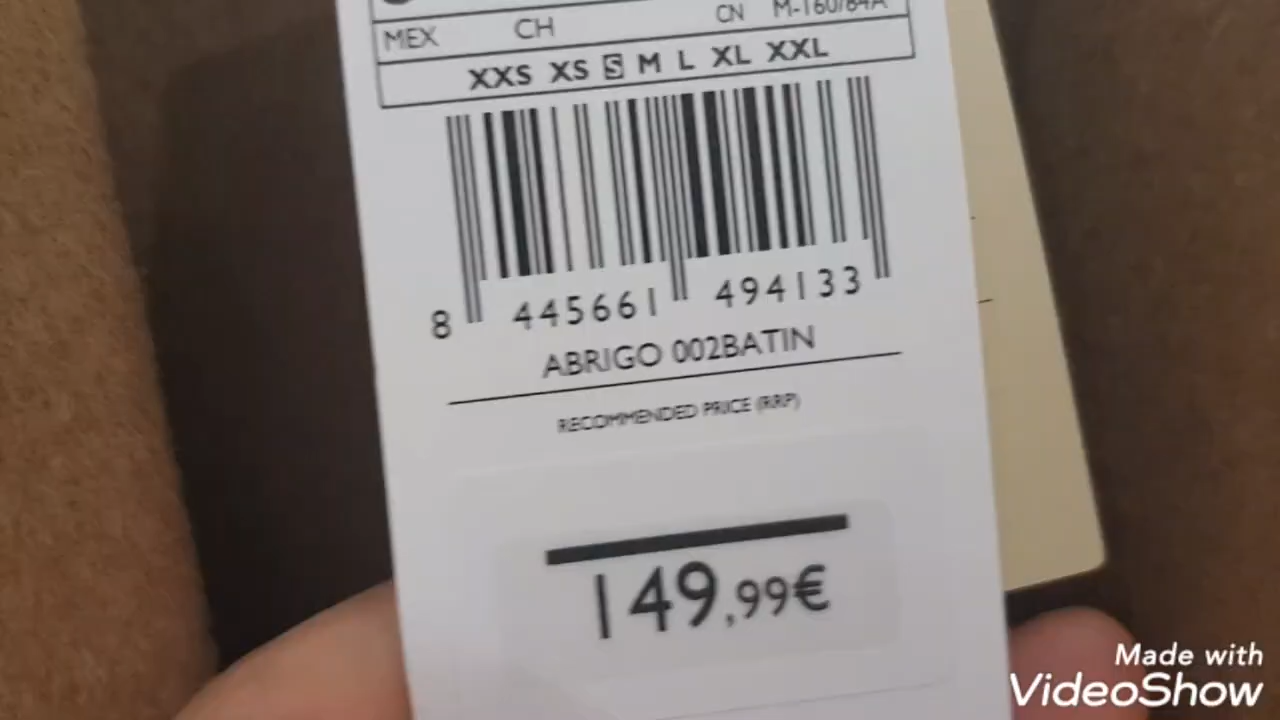 MEX CH CN M-160/84A
XXS XS S M L XL XXL
8 445661 494133
ABRIGO 002BATIN
RECOMMENDED PRICE (RRP)
149,99€
Made with
VideoShow